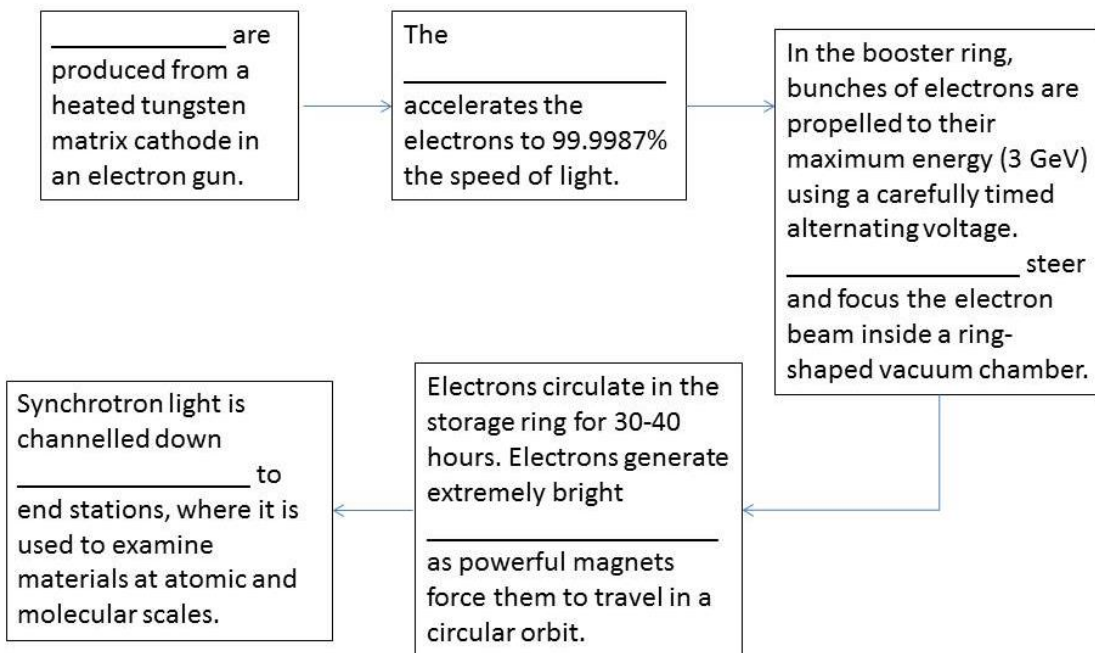 ____________ are
produced from a
heated tungsten
matrix cathode in
an electron gun.
The
__________________
accelerates the
electrons to 99.9987%
the speed of light.
In the booster ring,
bunches of electrons are
propelled to their
maximum energy (3 GeV)
using a carefully timed
alternating voltage.
________________ steer
and focus the electron
beam inside a ring-
shaped vacuum chamber.
Electrons circulate in the
storage ring for 30-40
hours. Electrons generate
extremely bright
____________________
as powerful magnets
force them to travel in a
circular orbit.
Synchrotron light is
channelled down
________________ to
end stations, where it is
used to examine
materials at atomic and
molecular scales.